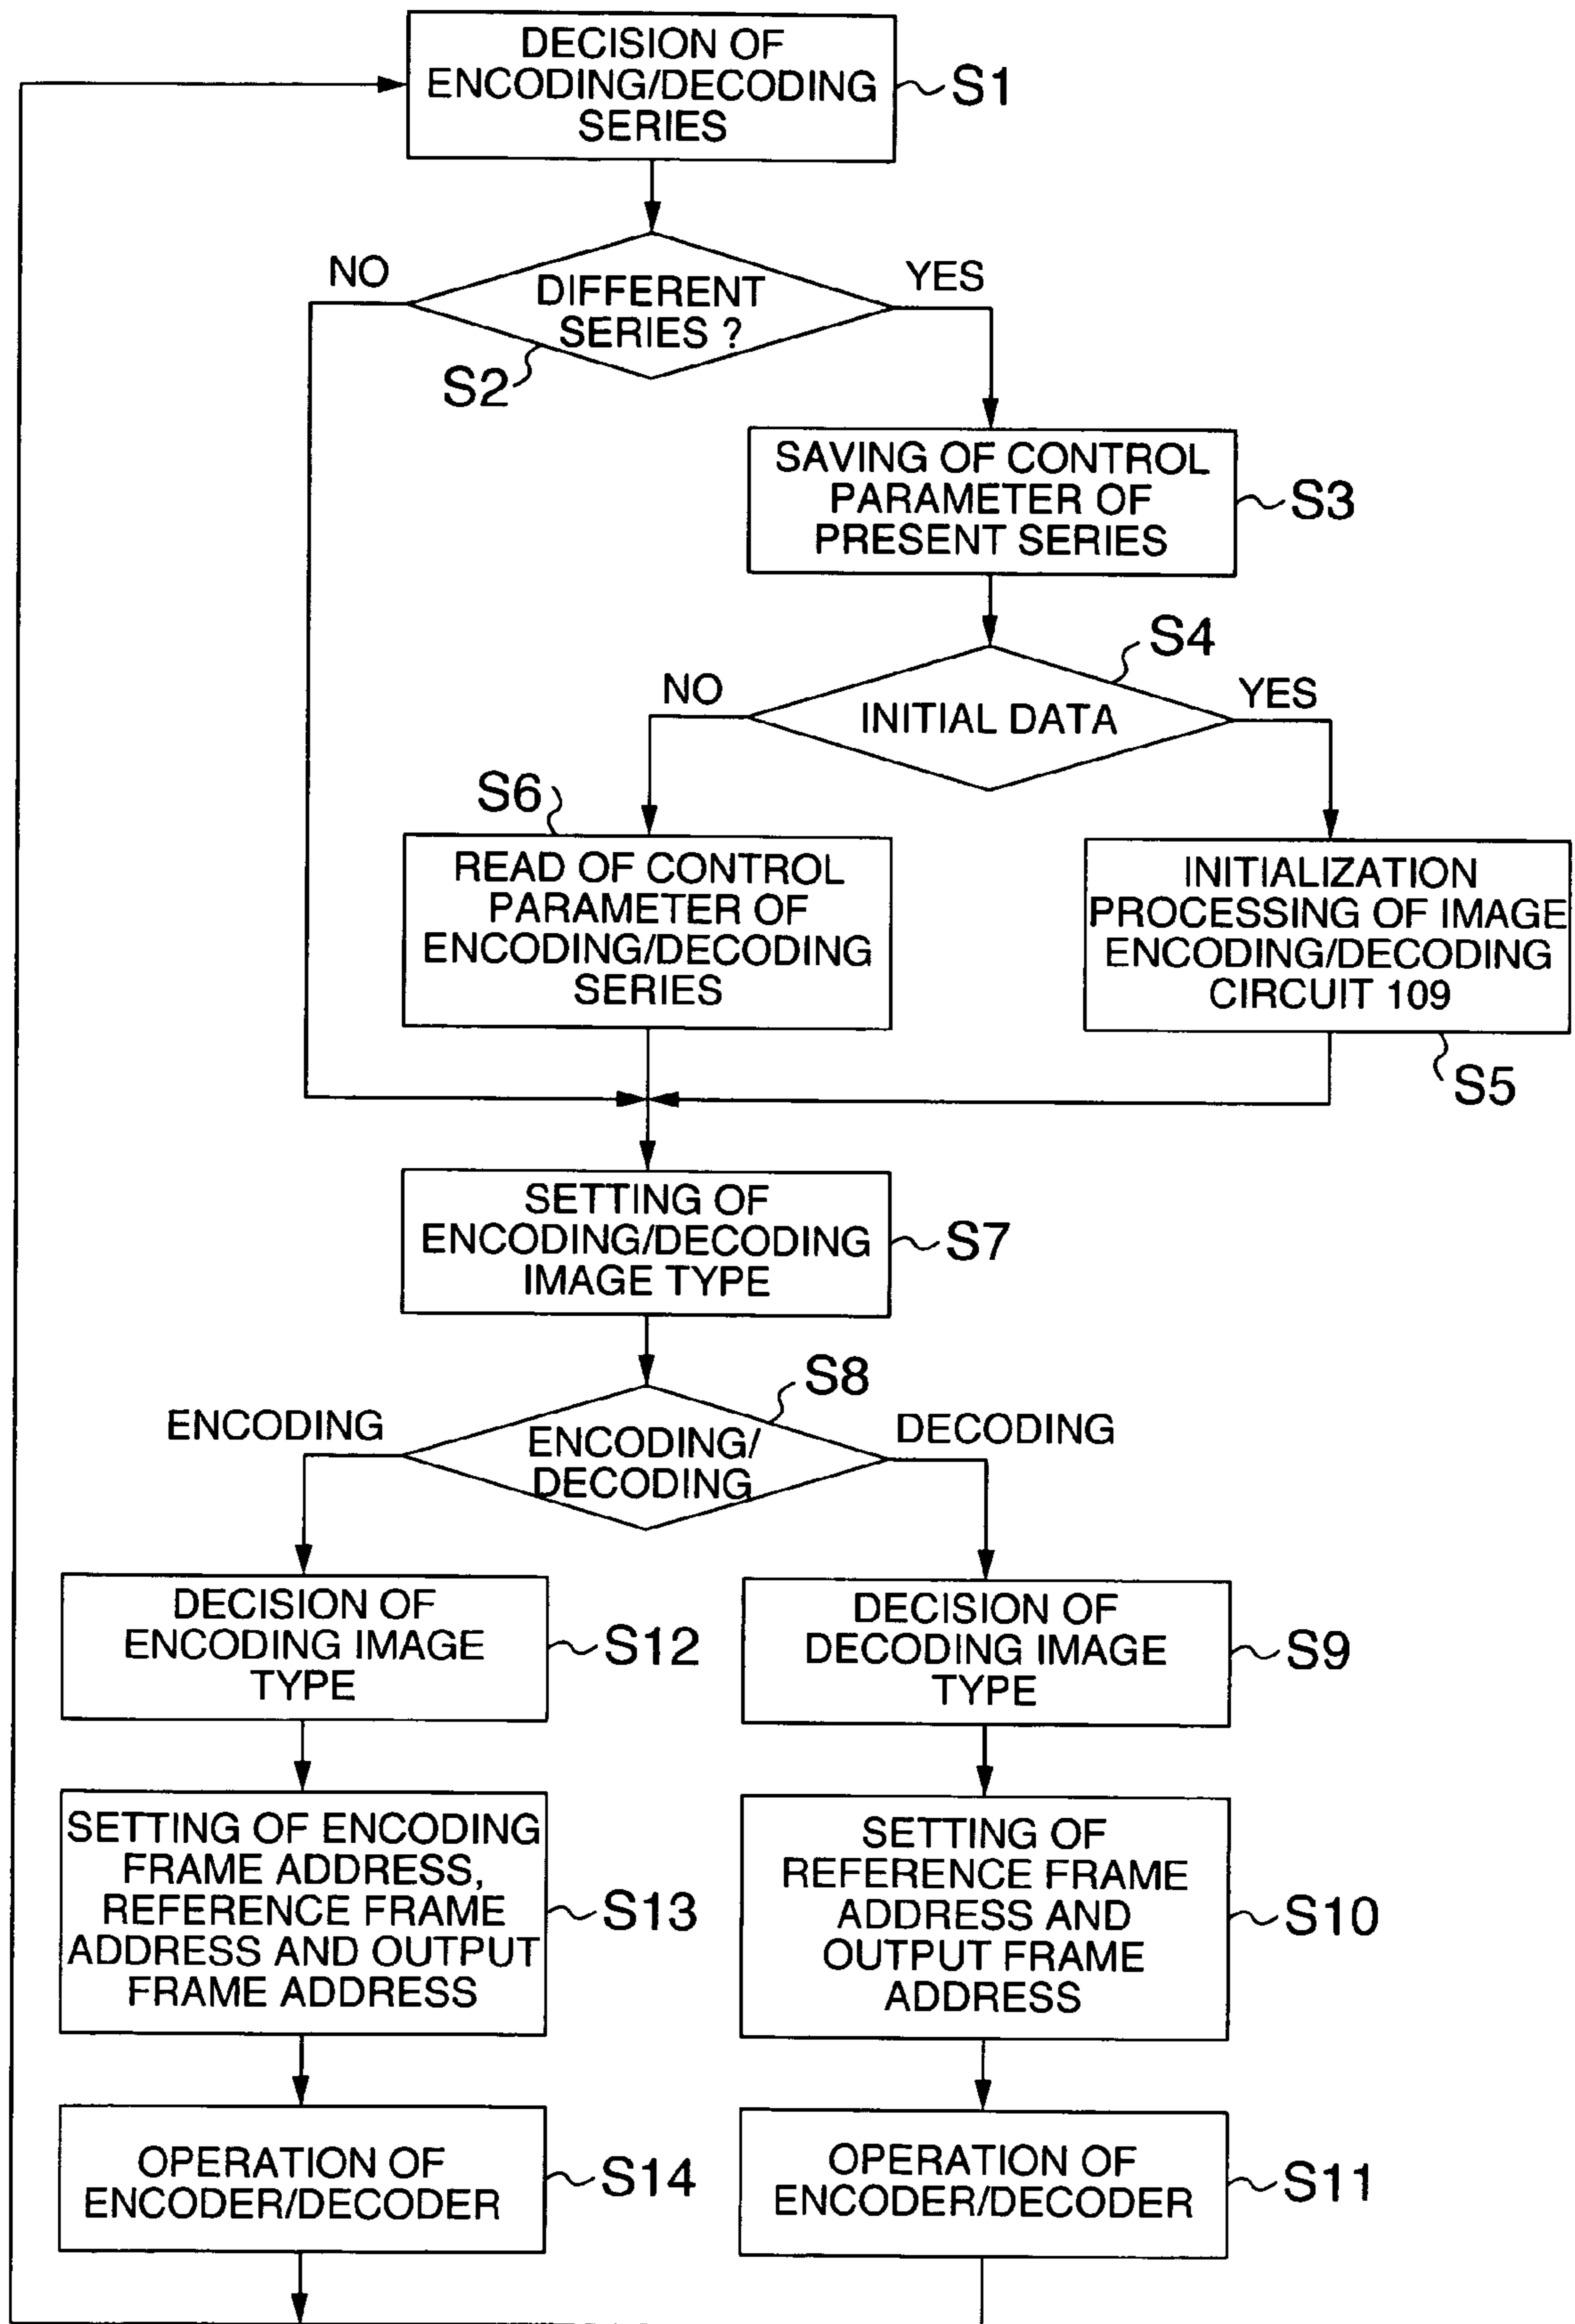 DECISION OF
ENCODING/DECODING
SERIES
S1
NO
YES
DIFFERENT
SERIES ?
S2
SAVING OF CONTROL
PARAMETER OF
PRESENT SERIES
S3
S4
NO
YES
INITIAL DATA
S6
READ OF CONTROL
PARAMETER OF
ENCODING/DECODING
SERIES
INITIALIZATION
PROCESSING OF IMAGE
ENCODING/DECODING
CIRCUIT 109
S5
SETTING OF
ENCODING/DECODING
IMAGE TYPE
S7
S8
ENCODING
DECODING
ENCODING/
DECODING
DECISION OF
ENCODING IMAGE
TYPE
S12
DECISION OF
DECODING IMAGE
TYPE
S9
SETTING OF ENCODING
FRAME ADDRESS,
REFERENCE FRAME
ADDRESS AND OUTPUT
FRAME ADDRESS
S13
SETTING OF
REFERENCE FRAME
ADDRESS AND
OUTPUT FRAME
ADDRESS
S10
OPERATION OF
ENCODER/DECODER
S14
OPERATION OF
ENCODER/DECODER
S11